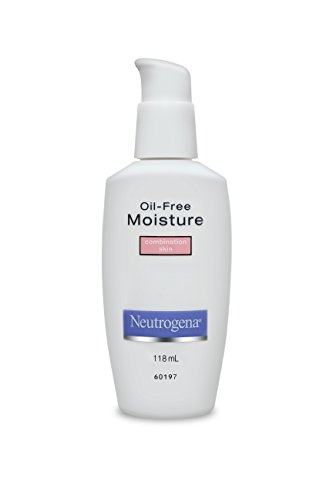 Oil-Free
Moisture
combination
skin
Neutrogena®
118 mL
60197